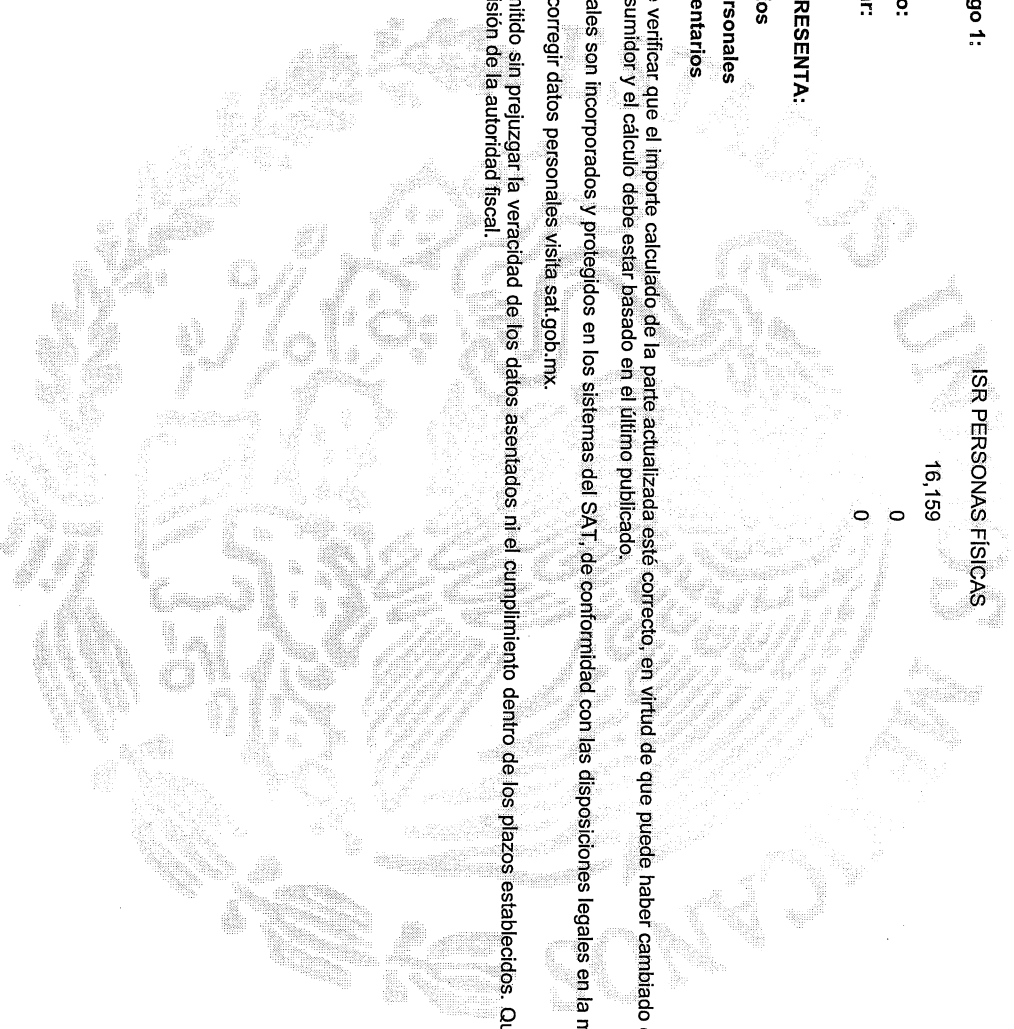 go 1: ISR PERSONAS FÍSICAS
16,159
o: 0
r: 0
RESENTA:
os
rsonales
entarios
e verificar que el importe calculado de la parte actualizada esté correcto, en virtud de que puede haber cambiado
sumidor y el cálculo debe estar basado en el último publicado.
ales son incorporados y protegidos en los sistemas del SAT, de conformidad con las disposiciones legales en la m
corregir datos personales visita sat.gob.mx.
nitido sin prejuzgar la veracidad de los datos asentados ni el cumplimiento dentro de los plazos establecidos. Qu
isión de la autoridad fiscal.
UNIDOS MEXICANOS